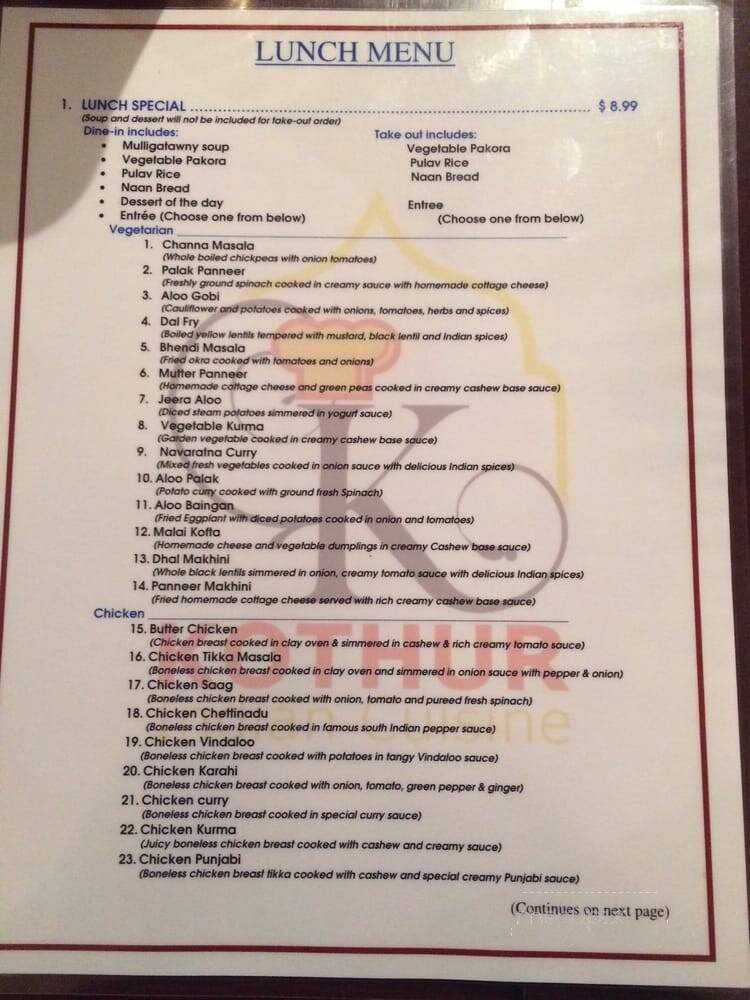 LUNCH MENU
1. LUNCH SPECIAL ................................................................ $ 8.99
(Soup and dessert will not be included for take-out order)
Dine-in includes:
• Mulligatawny soup
• Vegetable Pakora
• Pulav Rice
• Naan Bread
• Dessert of the day
• Entrée (Choose one from below)
Take out includes:
Vegetable Pakora
Pulav Rice
Naan Bread
Entree
(Choose one from below)
Vegetarian
1. Channa Masala
(Whole boiled chickpeas with onion tomatoes)
2. Palak Panneer
(Freshly ground spinach cooked in creamy sauce with homemade cottage cheese)
3. Aloo Gobi
(Cauliflower and potatoes cooked with onions, tomatoes, herbs and spices)
4. Dal Fry
(Boiled yellow lentils tempered with mustard, black lentil and Indian spices)
5. Bhendi Masala
(Fried okra cooked with tomatoes and onions)
6. Mutter Panneer
(Homemade cottage cheese and green peas cooked in creamy cashew base sauce)
7. Jeera Aloo
(Diced steam potatoes simmered in yogurt sauce)
8. Vegetable Kurma
(Garden vegetable cooked in creamy cashew base sauce)
9. Navaratna Curry
(Mixed fresh vegetables cooked in onion sauce with delicious Indian spices)
10. Aloo Palak
(Potato curry cooked with ground fresh Spinach)
11. Aloo Baingan
(Fried Eggplant with diced potatoes cooked in onion and tomatoes)
12. Malai Kofta
(Homemade cheese and vegetable dumplings in creamy Cashew base sauce)
13. Dhal Makhini
(Whole black lentils simmered in onion, creamy tomato sauce with delicious Indian spices)
14. Panneer Makhini
(Fried homemade cottage cheese served with rich creamy cashew base sauce)
Chicken
15. Butter Chicken
(Chicken breast cooked in clay oven & simmered in cashew & rich creamy tomato sauce)
16. Chicken Tikka Masala
(Boneless chicken breast cooked in clay oven and simmered in onion sauce with pepper & onion)
17. Chicken Saag
(Boneless chicken breast cooked with onion, tomato and pureed fresh spinach)
18. Chicken Chettinadu
(Boneless chicken breast cooked in famous south Indian pepper sauce)
19. Chicken Vindaloo
(Boneless chicken breast cooked with potatoes in tangy Vindaloo sauce)
20. Chicken Karahi
(Boneless chicken breast cooked with onion, tomato, green pepper & ginger)
21. Chicken curry
(Boneless chicken breast cooked in special curry sauce)
22. Chicken Kurma
(Juicy boneless chicken breast cooked with cashew and creamy sauce)
23. Chicken Punjabi
(Boneless chicken breast tikka cooked with cashew and special creamy Punjabi sauce)
(Continues on next page)
K
OTHUR